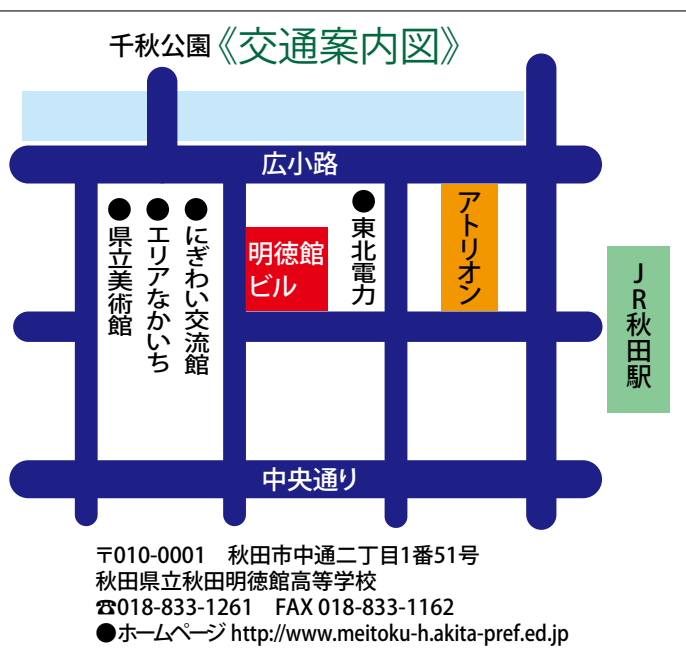 千秋公園《交通案内図》
広小路
●県立美術館
●エリアなかいち
●にぎわい交流館
明徳館
ビル
●東北電力
アトリオン
JR秋田駅
中央通り
〒010-0001　秋田市中通二丁目1番51号
秋田県立秋田明徳館高等学校
☎018-833-1261　FAX 018-833-1162
●ホームページ http://www.meitoku-h.akita-pref.ed.jp